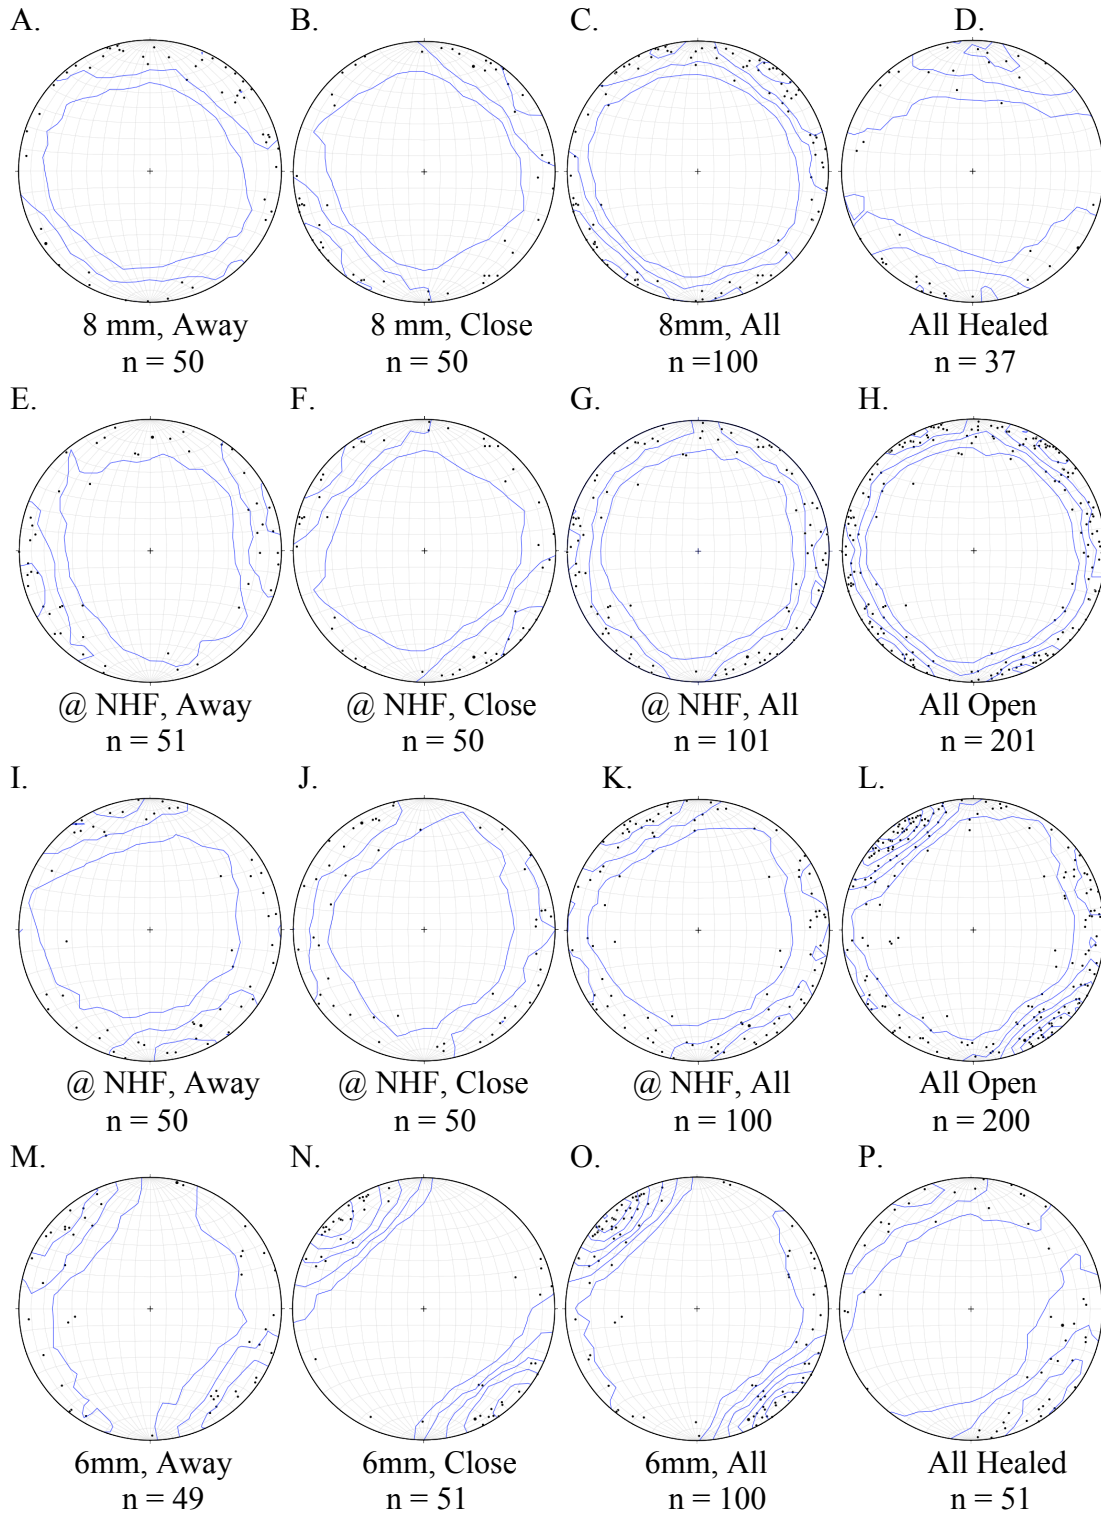 A. B. C. D.
8 mm, Away 8 mm, Close 8mm, All All Healed
n = 50 n = 50 n =100 n = 37
E. F. G. H.
@ NHF, Away @ NHF, Close @ NHF, All All Open
n = 51 n = 50 n = 101 n = 201
I. J. K. L.
@ NHF, Away @ NHF, Close @ NHF, All All Open
n = 50 n = 50 n = 100 n = 200
M. N. O. P.
6mm, Away 6mm, Close 6mm, All All Healed
n = 49 n = 51 n = 100 n = 51